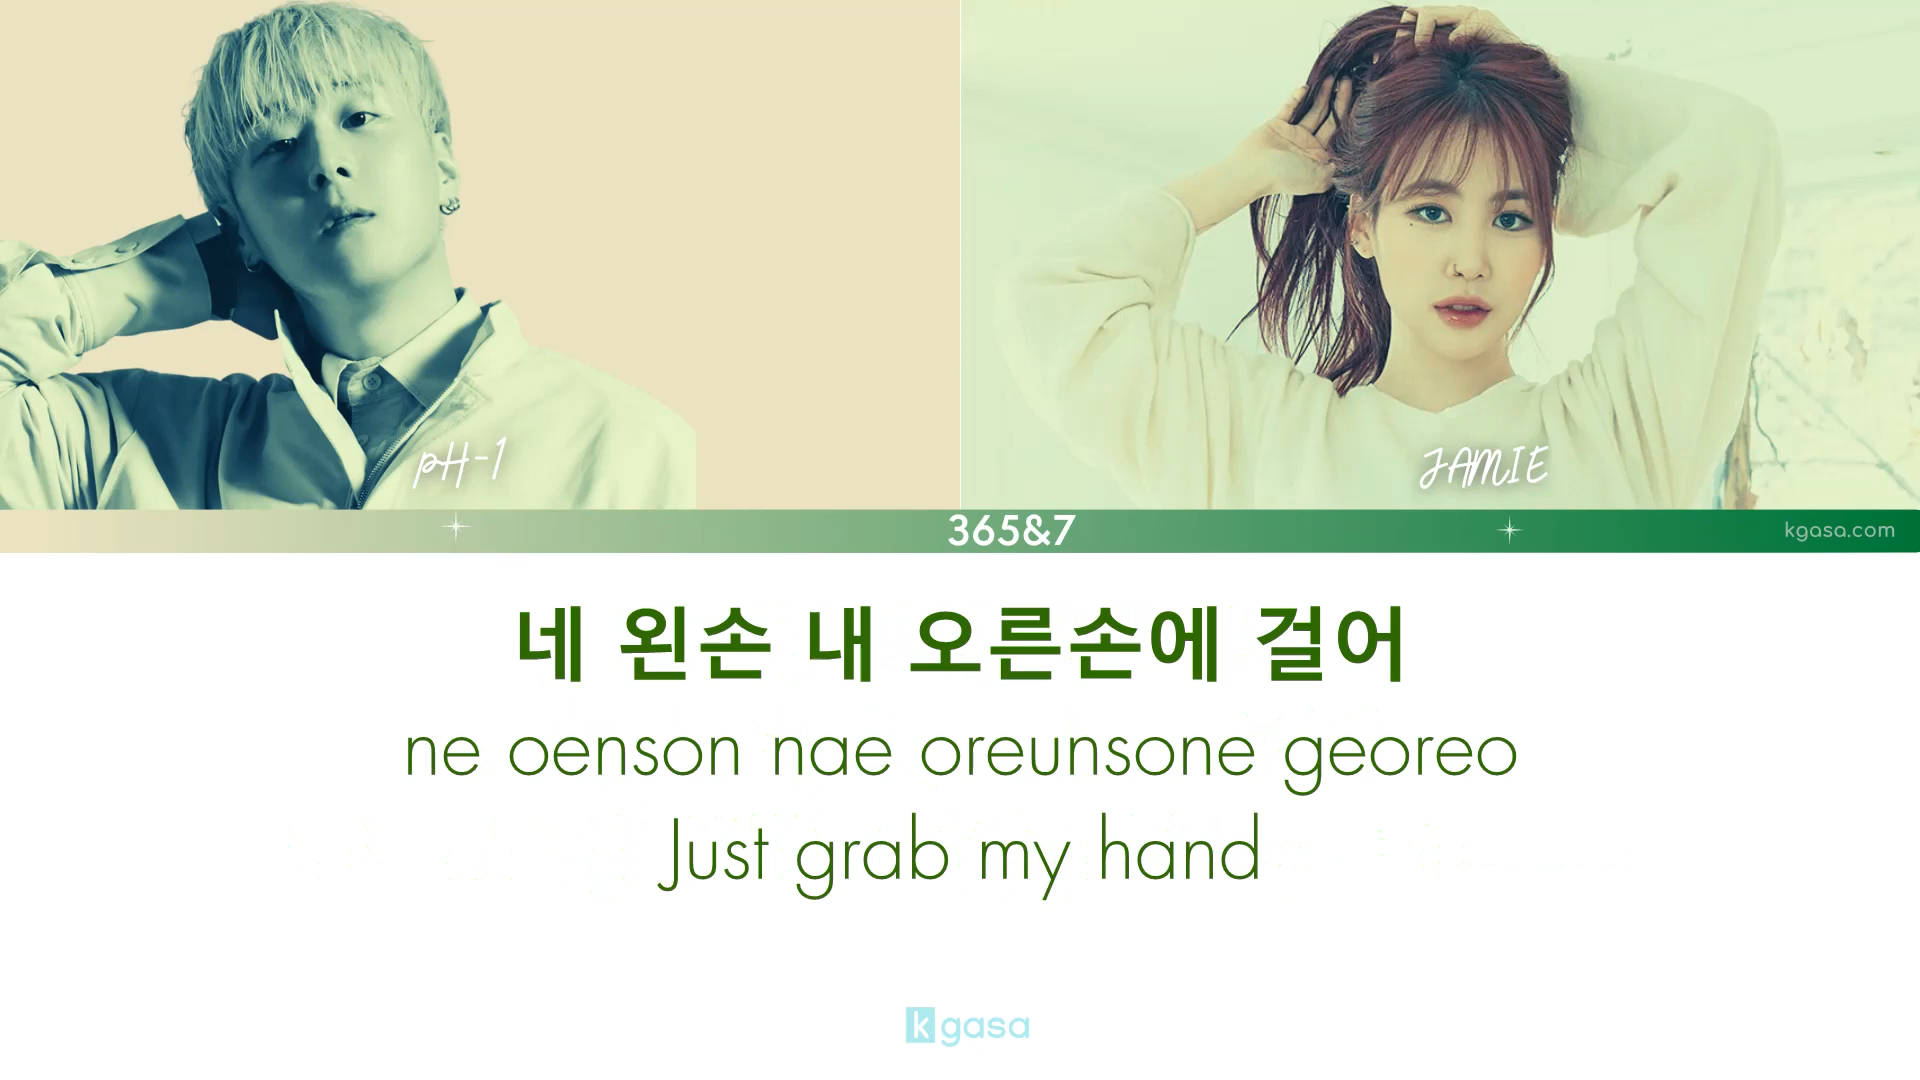 pH-1
JAMIE
365&7
kgasa.com
네 왼손 내 오른손에 걸어
ne oenson nae oreunsone georeo
Just grab my hand
kgasa